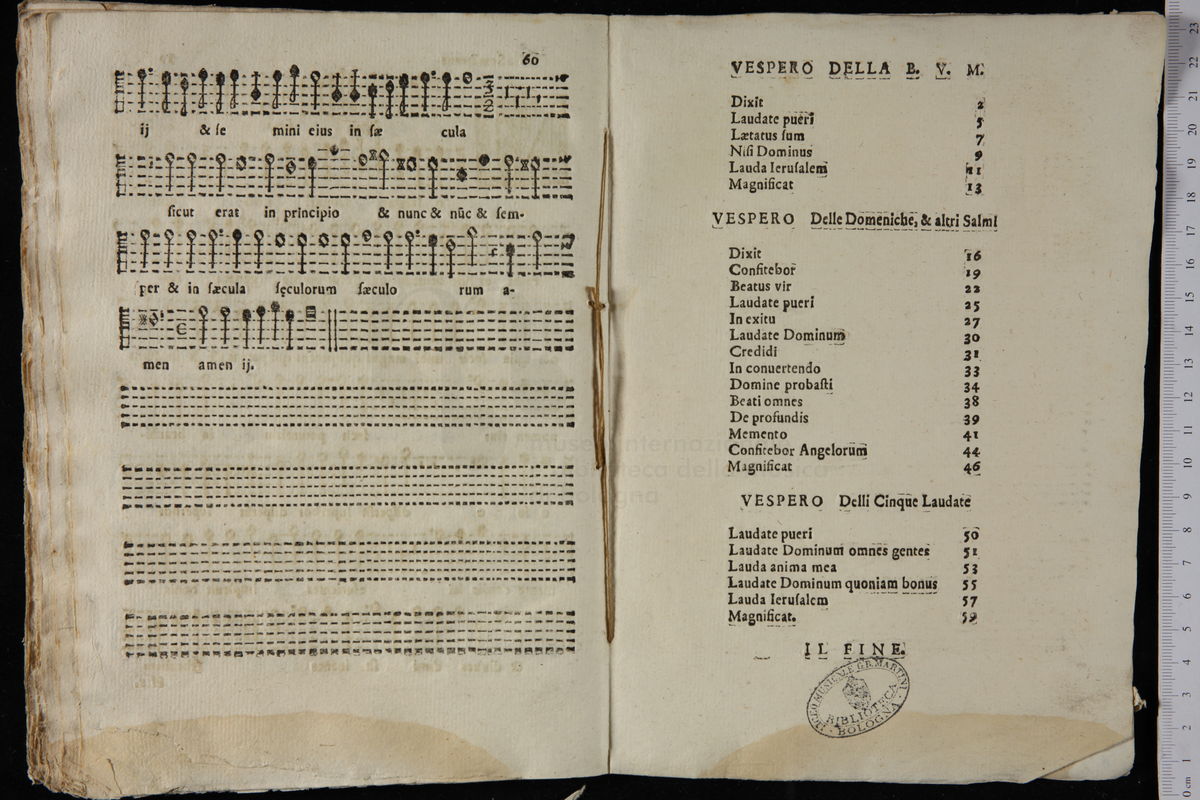 60
ij & ſe mini eius in ſæ cula
ſicut erat in principio & nunc & nūc & ſem-
per & in ſæcula ſęculorum ſæculo rum a-
men amen ij.
VESPERO DELLA B. V. M.
Dixit 2
Laudate pueri 5
Lætatus ſum 7
Niſi Dominus 9
Lauda Ieruſalem 11
Magnificat 13
VESPERO Delle Domeniche, & altri Salmi
Dixit 16
Confitebor 19
Beatus vir 22
Laudate pueri 25
In exitu 27
Laudate Dominum 30
Credidi 31
In conuertendo 33
Domine probaſti 34
Beati omnes 38
De profundis 39
Memento 41
Confitebor Angelorum 44
Magnificat 46
VESPERO Delli Cinque Laudate
Laudate pueri 50
Laudate Dominum omnes gentes 51
Lauda anima mea 53
Laudate Dominum quoniam bonus 55
Lauda Ieruſalem 57
Magnificat. 59
IL FINE.
BIBLIOTECA
BOLOGNA